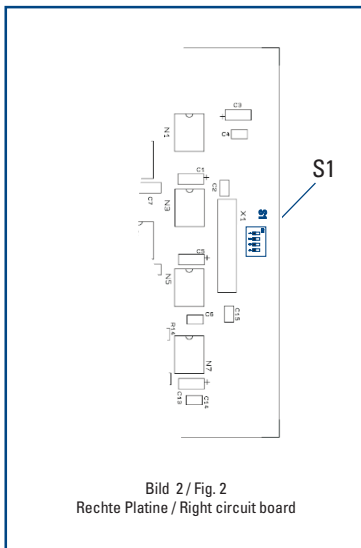 C3
N1
C4
S1
C1
C2
C7
N3
X1
S1
C5
N5
C6
C15
R14
N7
C13
C14
Bild 2 / Fig. 2
Rechte Platine / Right circuit board